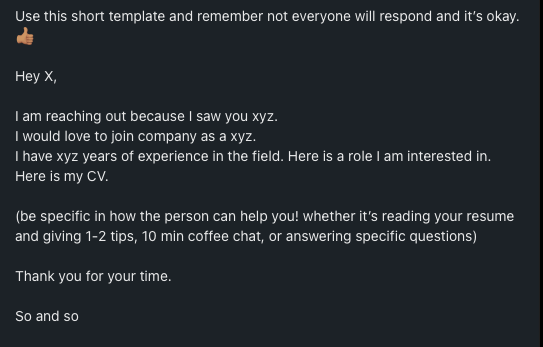 Use this short template and remember not everyone will respond and it's okay.
👍🏽
Hey X,
I am reaching out because I saw you xyz.
I would love to join company as a xyz.
I have xyz years of experience in the field. Here is a role I am interested in.
Here is my CV.
(be specific in how the person can help you! whether it's reading your resume
and giving 1-2 tips, 10 min coffee chat, or answering specific questions)
Thank you for your time.
So and so